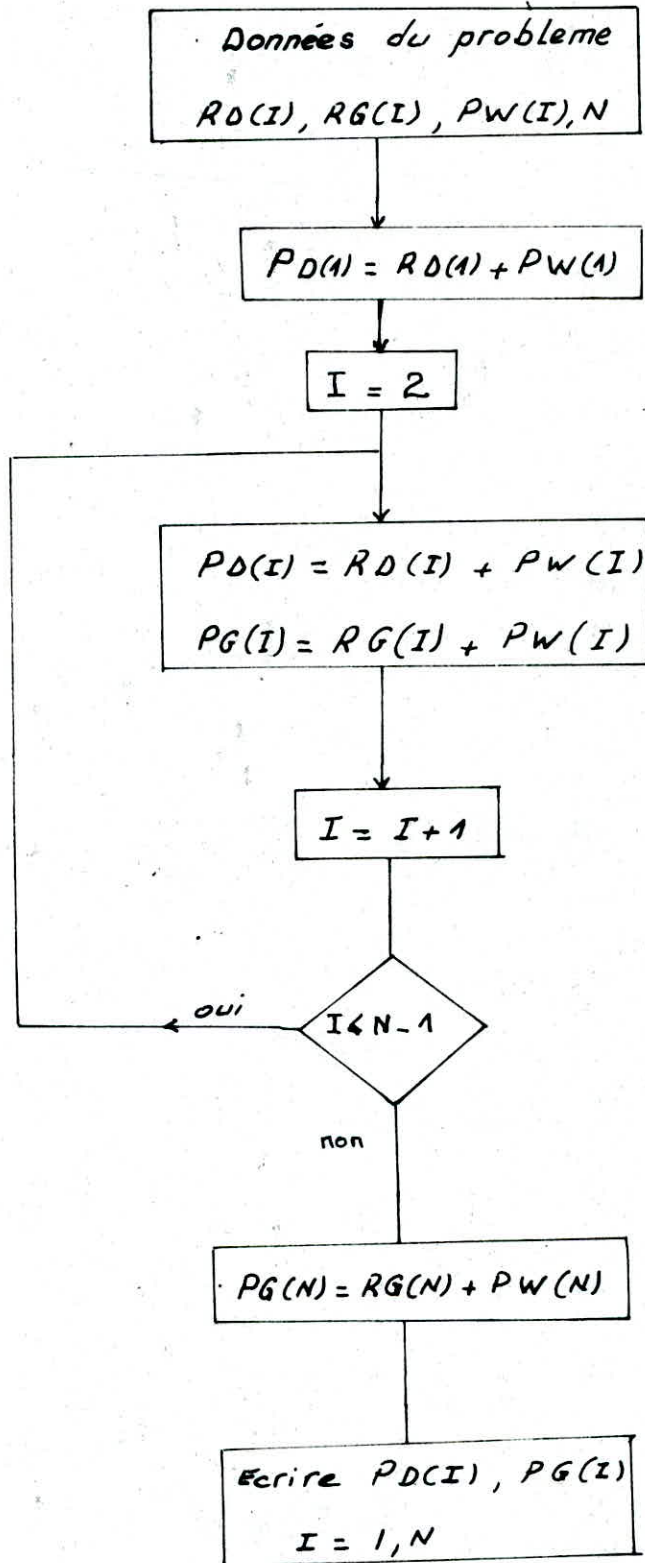 Données du probleme
RD(I), RG(I), PW(I), N
PD(1) = RD(1) + PW(1)
I = 2
PD(I) = RD(I) + PW(I)
PG(I) = RG(I) + PW(I)
I = I + 1
oui
I ≤ N - 1
non
PG(N) = RG(N) + PW(N)
Ecrire PD(I), PG(I)
I = 1, N